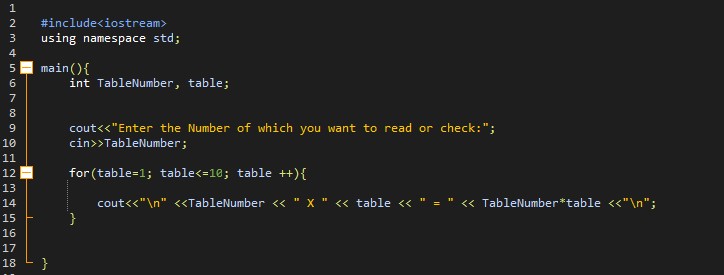 1
2 #include<iostream>
3 using namespace std;
4
5 main(){
6 int TableNumber, table;
7
8
9 cout<<"Enter the Number of which you want to read or check:";
10 cin>>TableNumber;
11
12 for(table=1; table<=10; table ++){
13
14 cout<<"\n" <<TableNumber << " X " << table << " = " << TableNumber*table <<"\n";
15 }
16
17
18 }